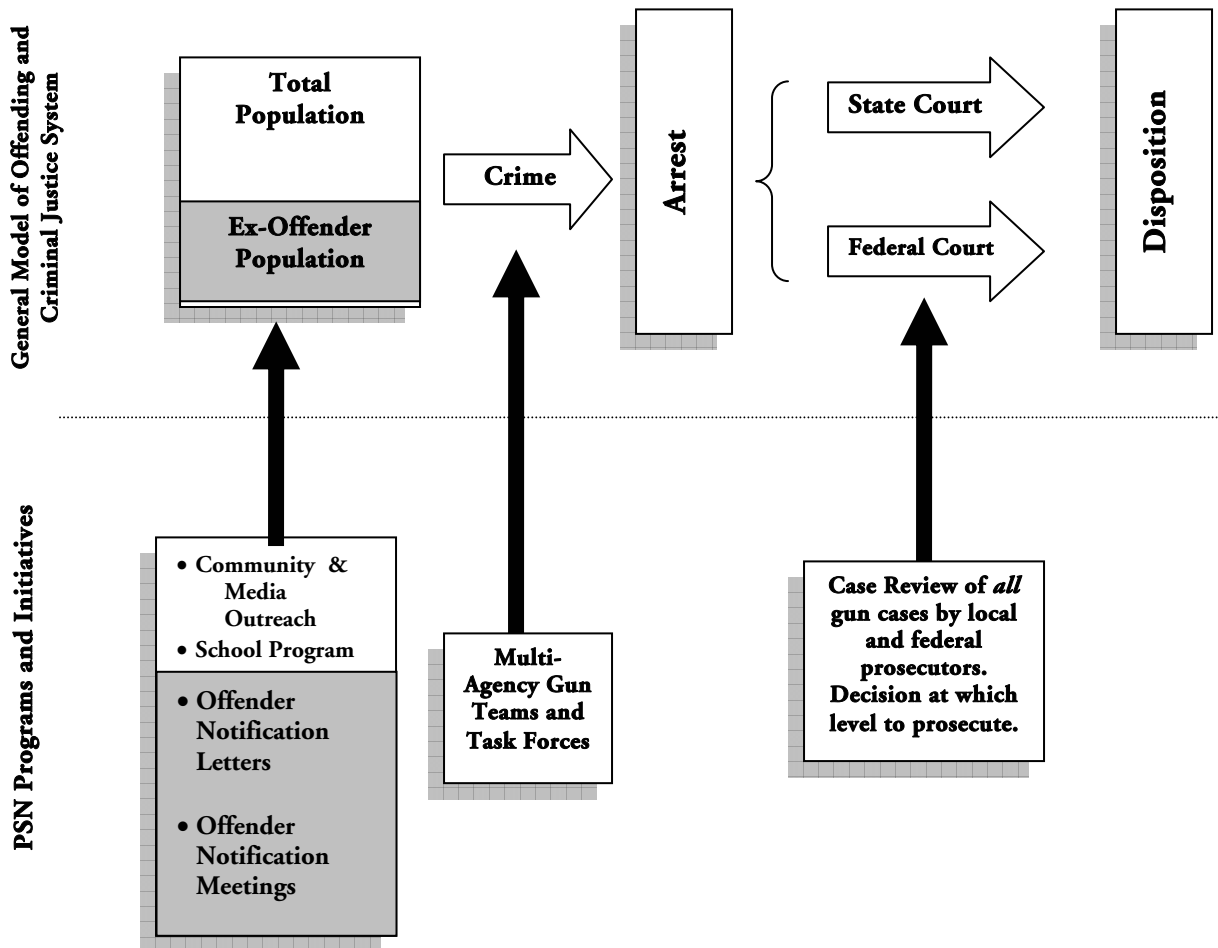 General Model of Offending and
Criminal Justice System
Total
Population
Ex-Offender
Population
Crime
Arrest
State Court
Federal Court
Disposition
PSN Programs and Initiatives
• Community &
Media
Outreach
• School Program
• Offender
Notification
Letters
• Offender
Notification
Meetings
Multi-
Agency Gun
Teams and
Task Forces
Case Review of all
gun cases by local
and federal
prosecutors.
Decision at which
level to prosecute.